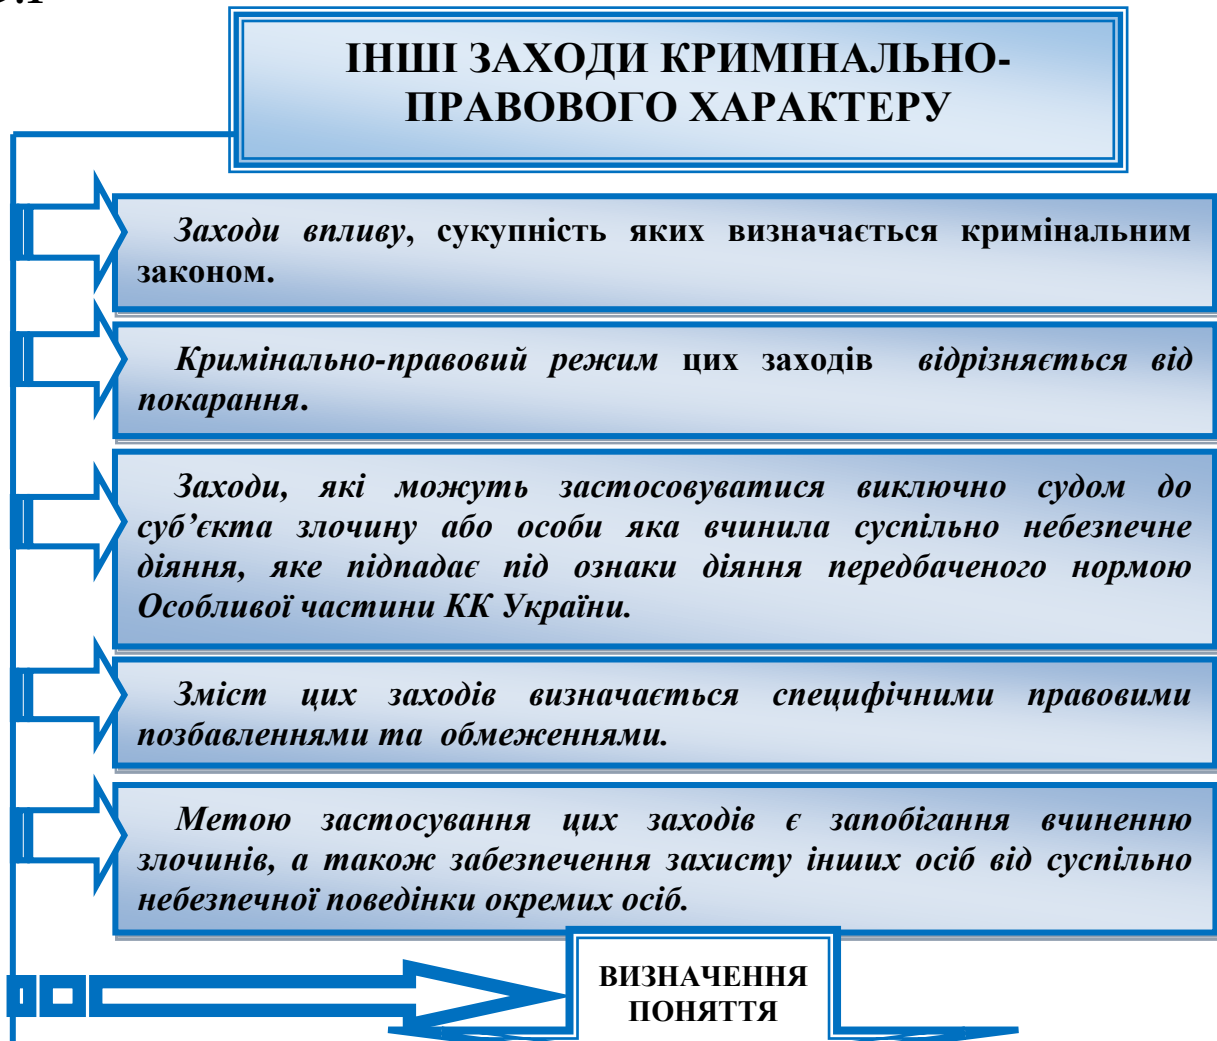 ІНШІ ЗАХОДИ КРИМІНАЛЬНО-
ПРАВОВОГО ХАРАКТЕРУ
Заходи впливу, сукупність яких визначається кримінальним
законом.
Кримінально-правовий режим цих заходів відрізняється від
покарання.
Заходи, які можуть застосовуватися виключно судом до
суб’єкта злочину або особи яка вчинила суспільно небезпечне
діяння, яке підпадає під ознаки діяння передбаченого нормою
Особливої частини КК України.
Зміст цих заходів визначається специфічними правовими
позбавленнями та обмеженнями.
Метою застосування цих заходів є запобігання вчиненню
злочинів, а також забезпечення захисту інших осіб від суспільно
небезпечної поведінки окремих осіб.
ВИЗНАЧЕННЯ
ПОНЯТТЯ